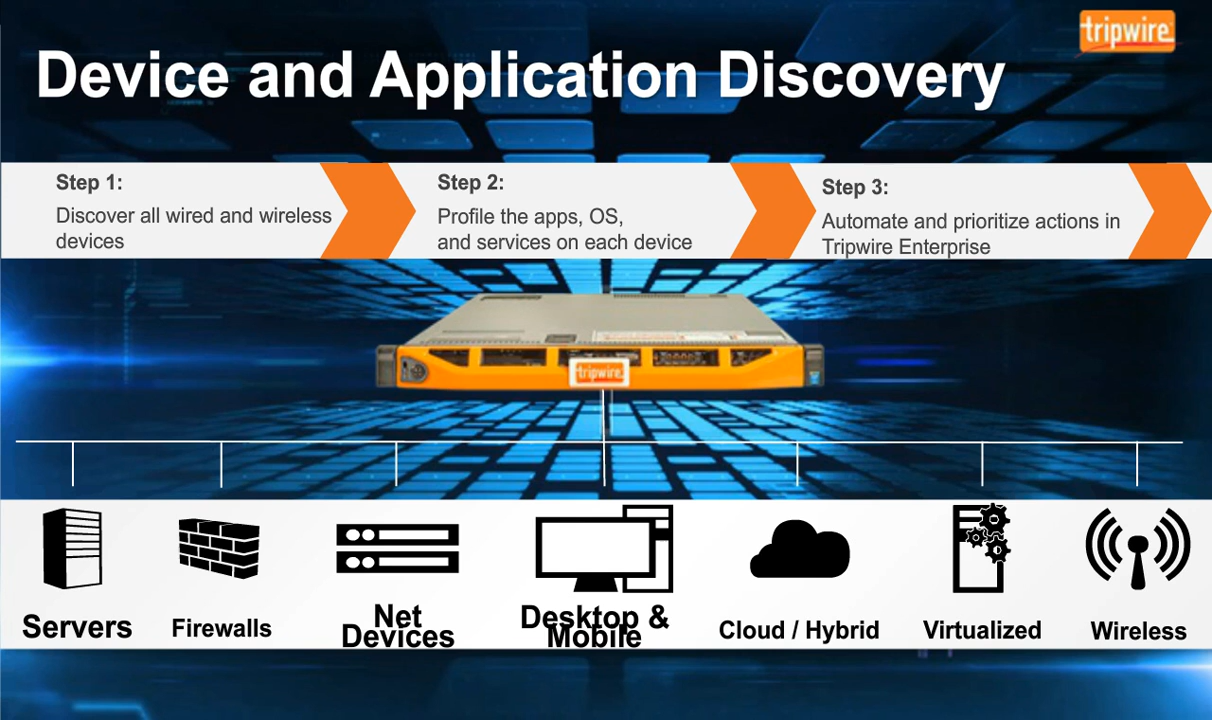 tripwire
Device and Application Discovery
Step 1:
Discover all wired and wireless
devices
Step 2:
Profile the apps, OS,
and services on each device
Step 3:
Automate and prioritize actions in
Tripwire Enterprise
tripwire
Servers
Firewalls
Net
Devices
Desktop &
Mobile
Cloud / Hybrid
Virtualized
Wireless